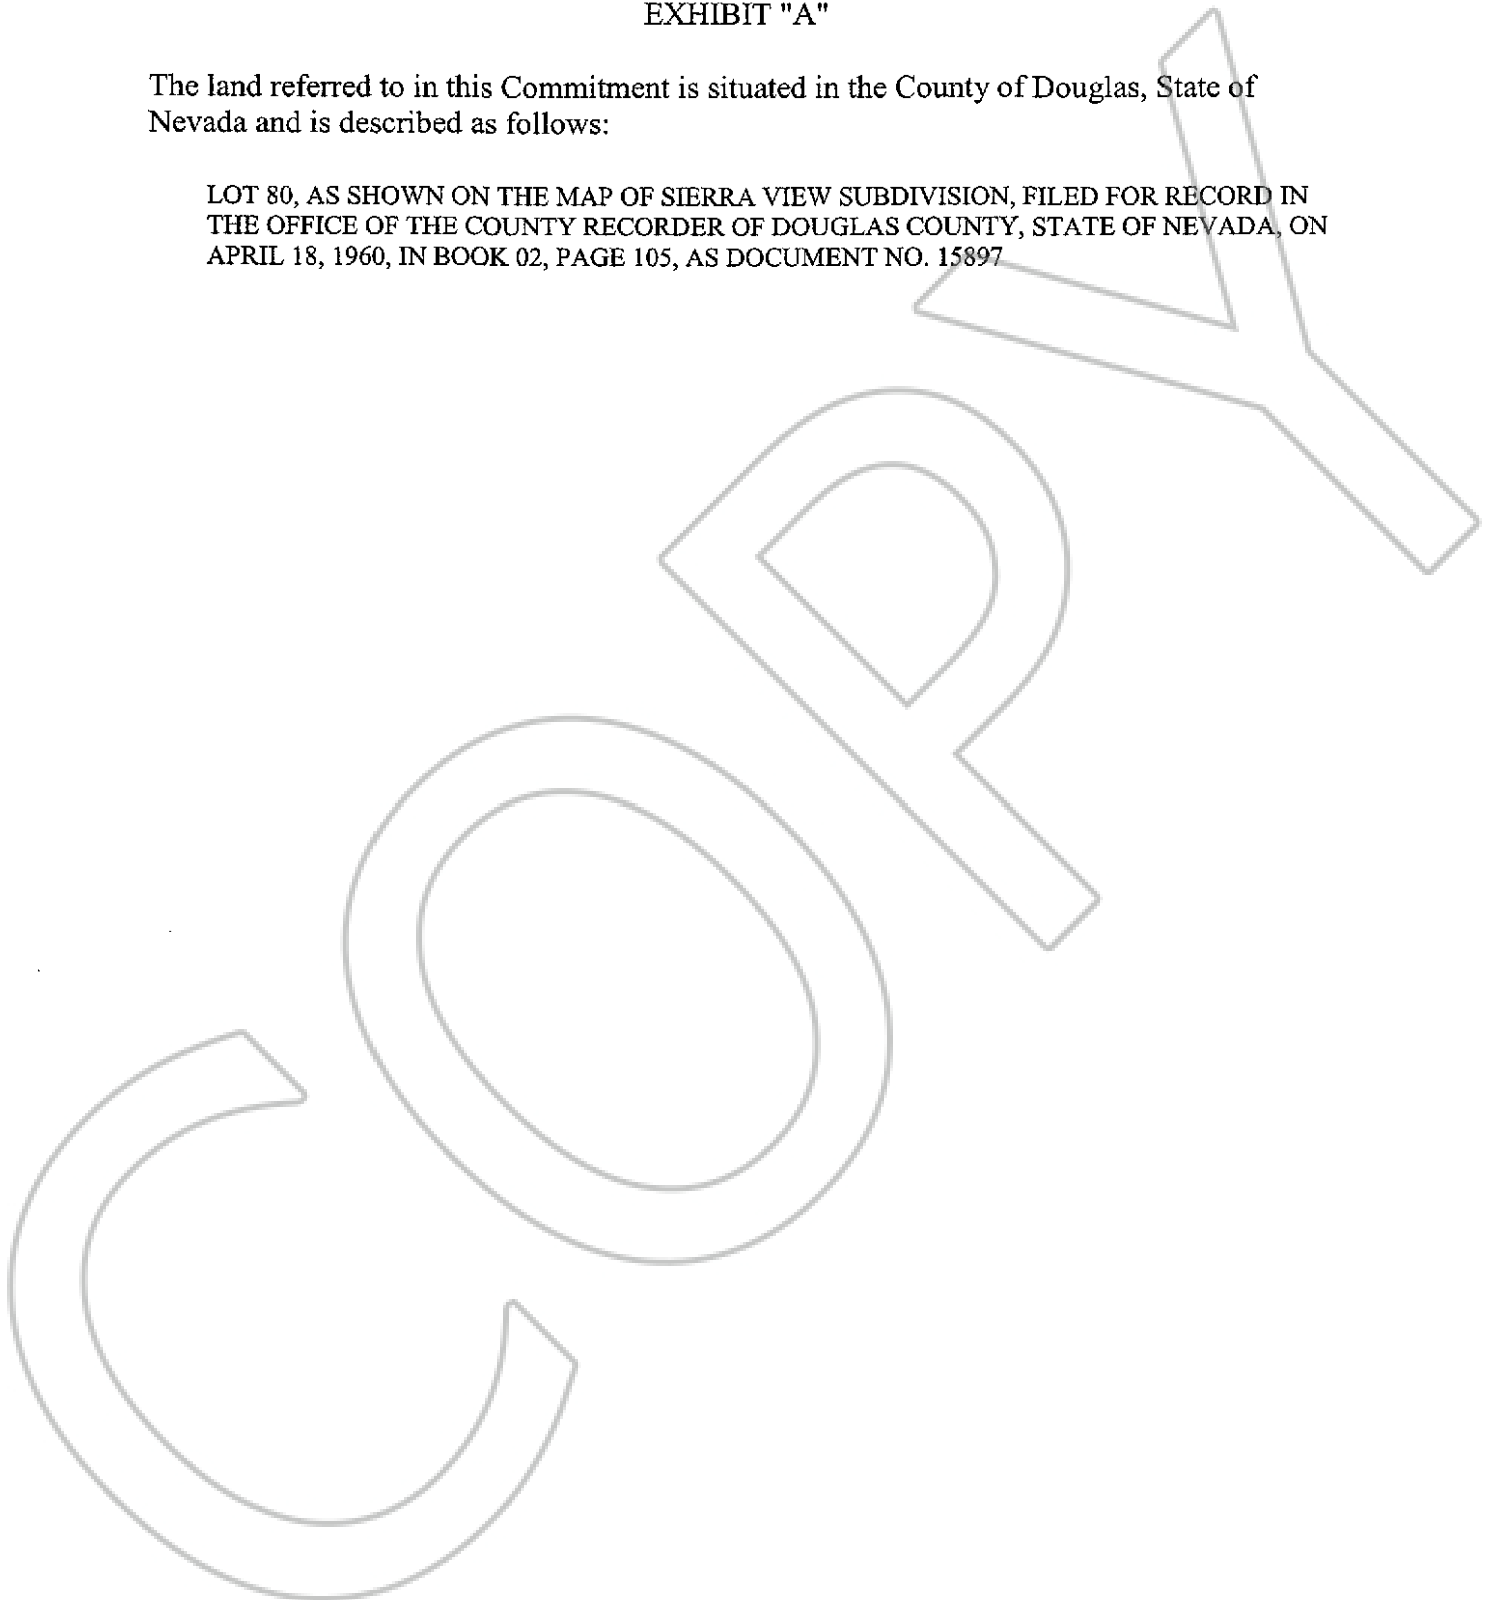 EXHIBIT "A"
The land referred to in this Commitment is situated in the County of Douglas, State of
Nevada and is described as follows:
LOT 80, AS SHOWN ON THE MAP OF SIERRA VIEW SUBDIVISION, FILED FOR RECORD IN
THE OFFICE OF THE COUNTY RECORDER OF DOUGLAS COUNTY, STATE OF NEVADA, ON
APRIL 18, 1960, IN BOOK 02, PAGE 105, AS DOCUMENT NO. 15897
COPY